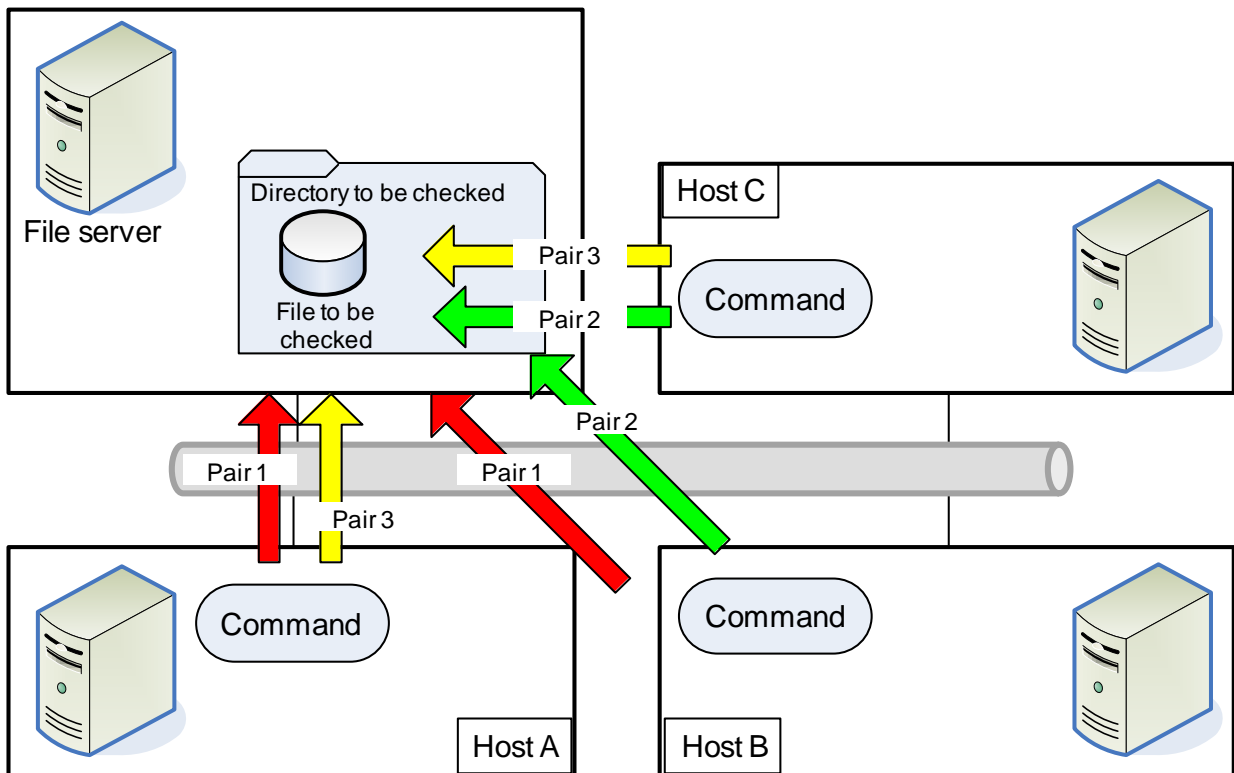 Directory to be checked
File server
File to be
checked
Host C
Pair 3
Command
Pair 2
Pair 2
Pair 1
Pair 1
Pair 3
Command
Command
Host A
Host B